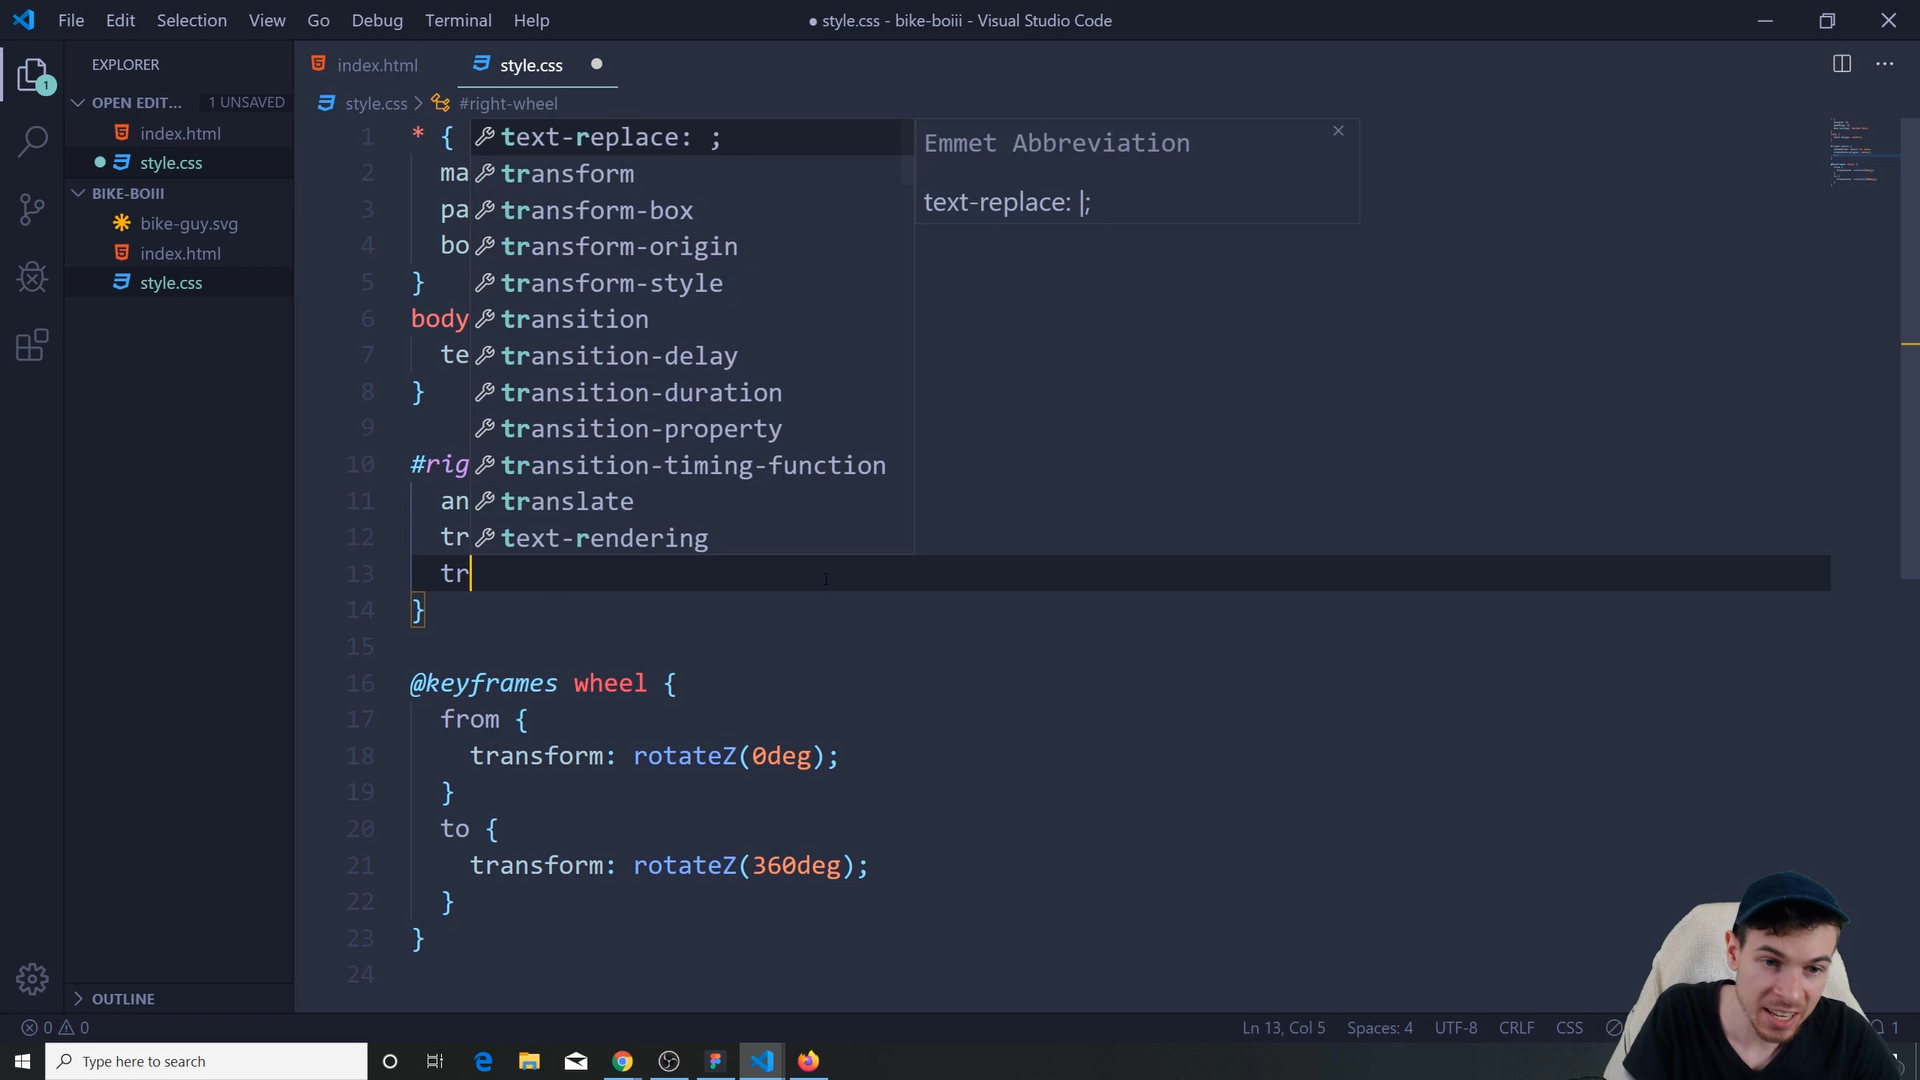 File Edit Selection View Go Debug Terminal Help
● style.css - bike-boiii - Visual Studio Code
EXPLORER
OPEN EDIT... 1 UNSAVED
index.html
style.css
BIKE-BOIII
bike-guy.svg
index.html
style.css
OUTLINE
1
index.html
style.css
style.css > #right-wheel
1 * {
2 ma
3 pa
4 bo
5 }
6 body
7 te
8 }
9
10 #rig
11 an
12 tr
13 tr
14 }
15
16 @keyframes wheel {
17 from {
18 transform: rotateZ(0deg);
19 }
20 to {
21 transform: rotateZ(360deg);
22 }
23 }
24
text-replace: ;
transform
transform-box
transform-origin
transform-style
transition
transition-delay
transition-duration
transition-property
transition-timing-function
translate
text-rendering
Emmet Abbreviation
text-replace: |;
0 0
Ln 13, Col 5 Spaces: 4 UTF-8 CRLF CSS 1
Type here to search